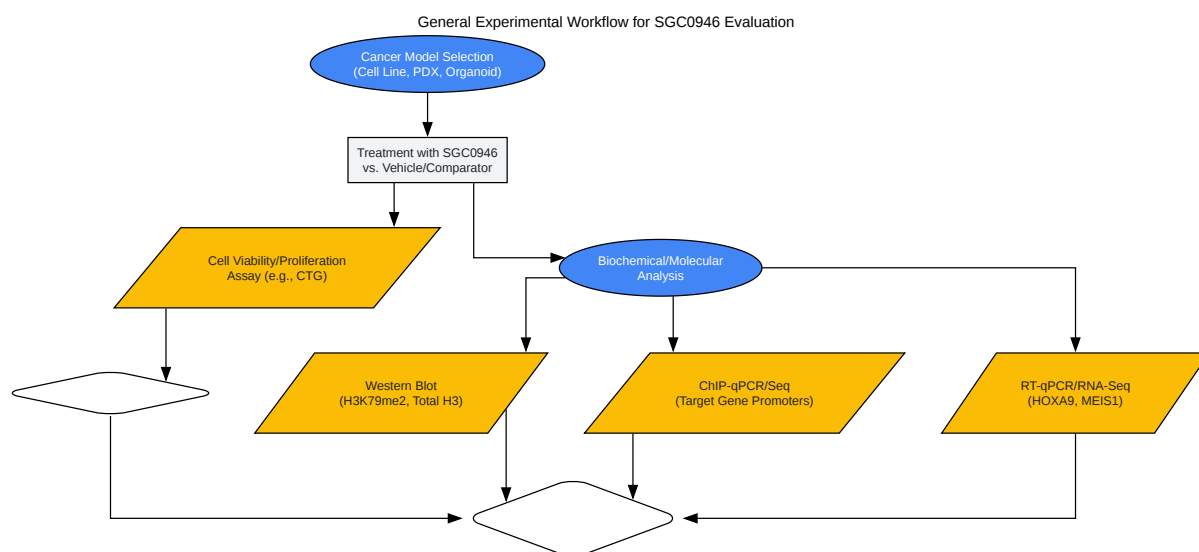 General Experimental Workflow for SGC0946 Evaluation
Cancer Model Selection
(Cell Line, PDX, Organoid)
Treatment with SGC0946
vs. Vehicle/Comparator
Cell Viability/Proliferation
Assay (e.g., CTG)
Biochemical/Molecular
Analysis
Western Blot
(H3K79me2, Total H3)
ChIP-qPCR/Seq
(Target Gene Promoters)
RT-qPCR/RNA-Seq
(HOXA9, MEIS1)